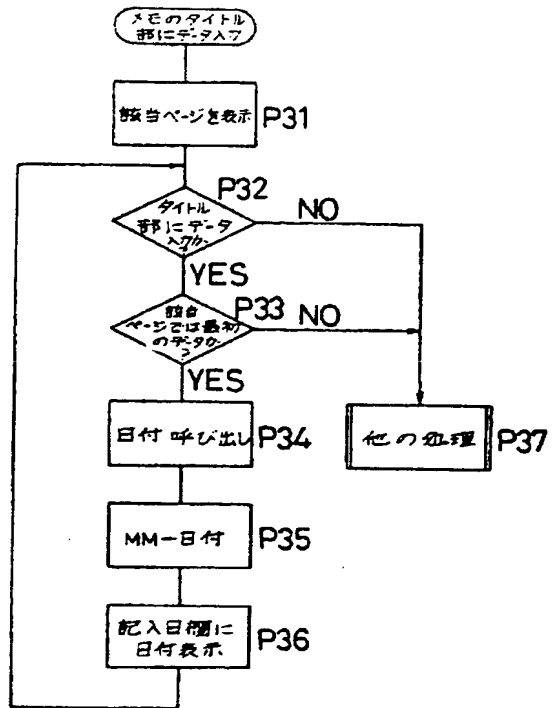 メモのタイトル
部にデータ入力
該当ページを表示
P31
P32
タイトル
部にデータ
入力か
NO
YES
P33
該当
ページでは最初
のデータか
?
NO
YES
日付 呼び出し
P34
他の処理
P37
MM-日付
P35
記入日欄に
日付表示
P36